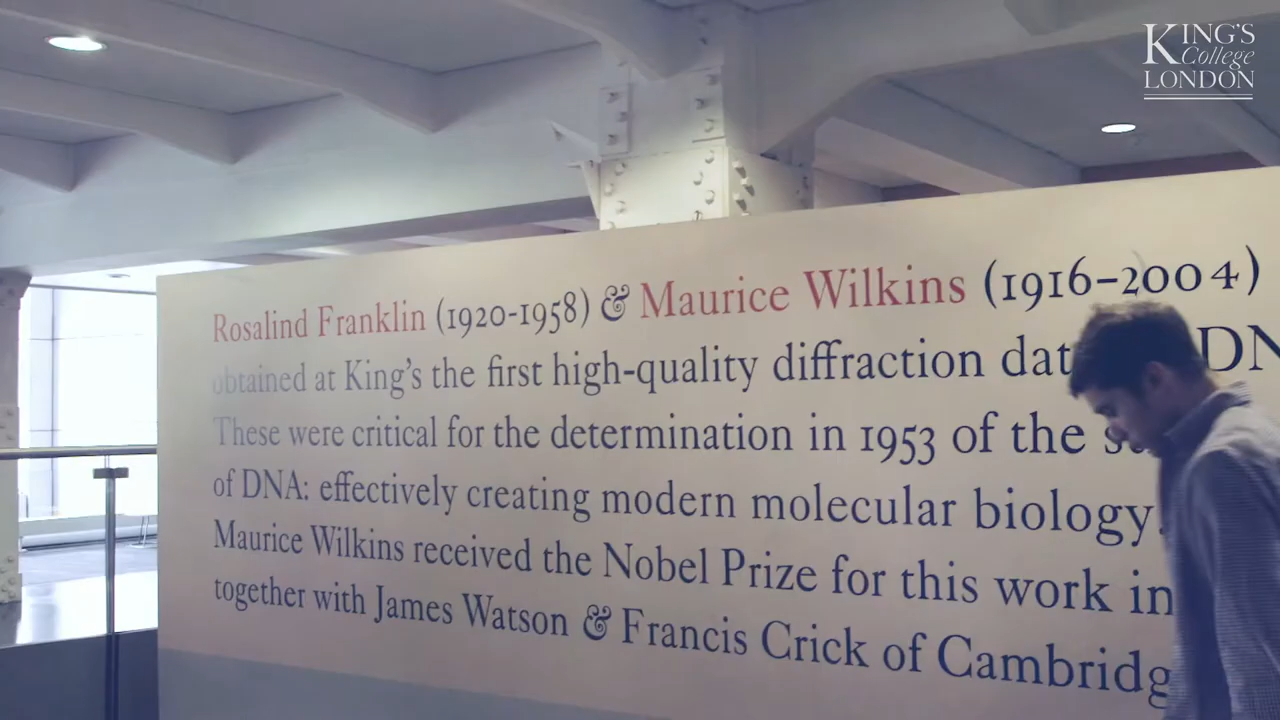 KING'S
College
LONDON
Rosalind Franklin (1920-1958) & Maurice Wilkins (1916–2004)
obtained at King's the first high-quality diffraction dat DN
These were critical for the determination in 1953 of the s
of DNA: effectively creating modern molecular biology.
Maurice Wilkins received the Nobel Prize for this work in
together with James Watson & Francis Crick of Cambridg